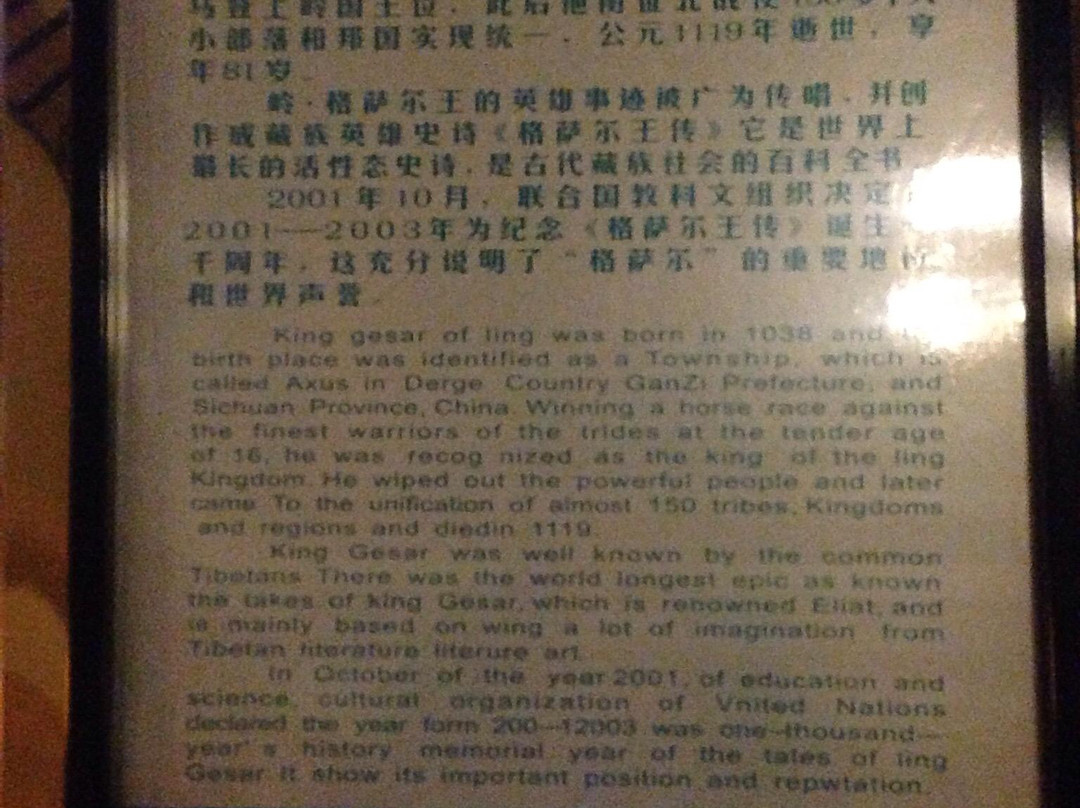 小部落和邦国实现统一．公元1119年逝世，享
年81岁．
岭·格萨尔王的英雄事迹被广为传唱．并创
作成藏族英雄史诗《格萨尔王传》它是世界上
最长的活性态史诗．是古代藏族社会的百科全书
2001年10月，联合国教科文组织决定
2001——2003年为纪念《格萨尔王传》诞生
千周年．这充分说明了“格萨尔”的重要地位
和世界声誉．
King gesar of ling was born in 1038 and
birth place was identified as a Township, which is
called Axus in Derge Country GanZi Prefecture, and
Sichuan Province, China. Winning a horse race against
the finest warriors of the trides at the tender age
of 16, he was recog nized as the king of the ling
Kingdom. He wiped out the powerful people and later
came To the unification of almost 150 tribes, Kingdoms
and regions and diedin 1119.
King Gesar was well known by the common
Tibetans There was the world longest epic as known
the takes of king Gesar, which is renowned Eliat, and
is mainly based on wing a lot of imagination from
Tibetan literature literure art.
In October of the year 2001, of education and
science, cultural organization of Vnited Nations
declared the year form 200--12003 was one-thousand—
year's history memorial year of the tales of ling
Gesar It show its important position and repwtation.